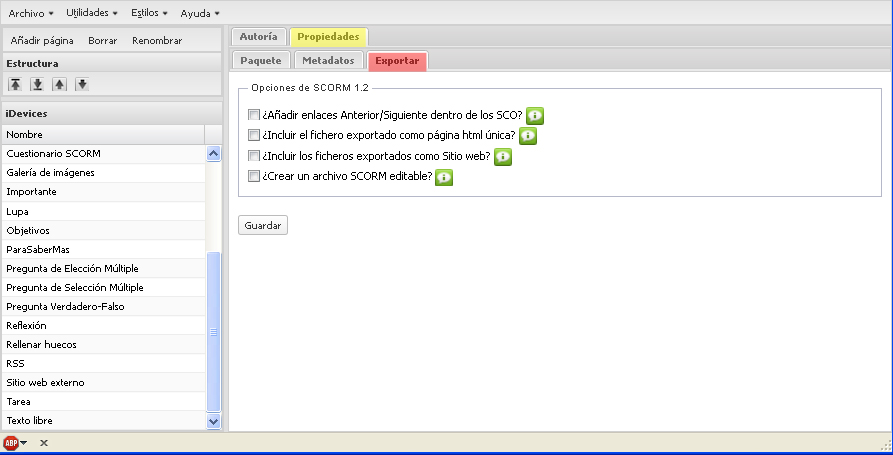 Archivo Utilidades Estilos Ayuda
Añadir página Borrar Renombrar
Estructura
iDevices
Nombre
Cuestionario SCORM
Galería de imágenes
Importante
Lupa
Objetivos
ParaSaberMas
Pregunta de Elección Múltiple
Pregunta de Selección Múltiple
Pregunta Verdadero-Falso
Reflexión
Rellenar huecos
RSS
Sitio web externo
Tarea
Texto libre
Autoría Propiedades
Paquete Metadatos Exportar
Opciones de SCORM 1.2
¿Añadir enlaces Anterior/Siguiente dentro de los SCO?
¿Incluir el fichero exportado como página html única?
¿Incluir los ficheros exportados como Sitio web?
¿Crear un archivo SCORM editable?
Guardar
ABP